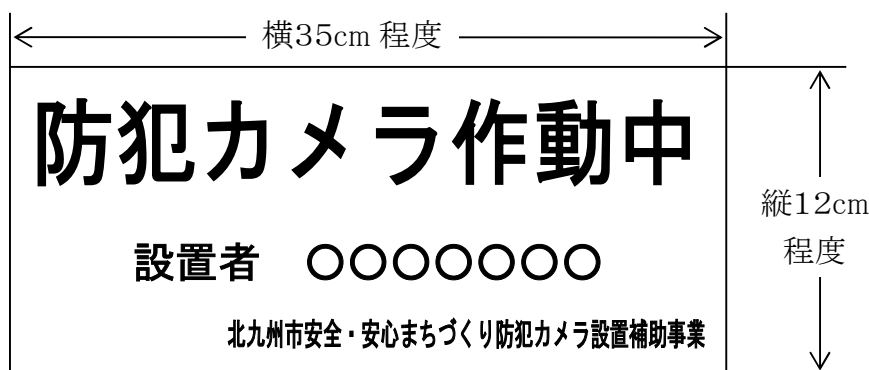 横35cm 程度
防犯カメラ作動中
縦12cm
程度
設置者　○○○○○○○
北九州市安全・安心まちづくり防犯カメラ設置補助事業